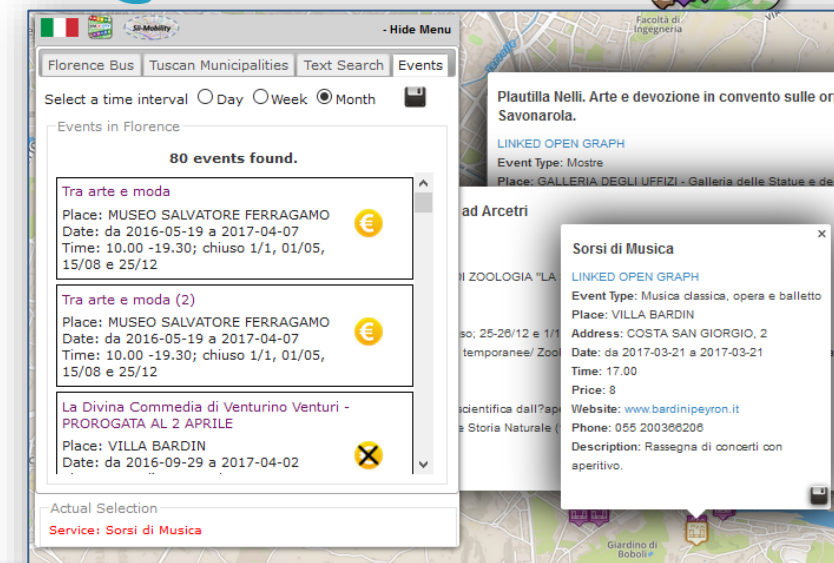 Sii-Mobility
- Hide Menu
Florence Bus
Tuscan Municipalities
Text Search
Events
Select a time interval Day Week Month
Events in Florence
80 events found.
Tra arte e moda
Place: MUSEO SALVATORE FERRAGAMO
Date: da 2016-05-19 a 2017-04-07
Time: 10.00 -19.30; chiuso 1/1, 01/05,
15/08 e 25/12
€
Tra arte e moda (2)
Place: MUSEO SALVATORE FERRAGAMO
Date: da 2016-05-19 a 2017-04-07
Time: 10.00 -19.30; chiuso 1/1, 01/05,
15/08 e 25/12
€
La Divina Commedia di Venturino Venturi -
PROROGATA AL 2 APRILE
Place: VILLA BARDIN
Date: da 2016-09-29 a 2017-04-02
Actual Selection
Service: Sorsi di Musica
Facoltà di
Ingegneria
VIA
Plautilla Nelli. Arte e devozione in convento sulle or
Savonarola.
LINKED OPEN GRAPH
Event Type: Mostre
Place: GALLERIA DEGLI UFFIZI - Galleria delle Statue e de
ad Arcetri
DI ZOOLOGIA "LA
so; 25-26/12 e 1/1
temporanee/ Zool
scientifica dall?ape
e Storia Naturale (
×
Sorsi di Musica
LINKED OPEN GRAPH
Event Type: Musica classica, opera e balletto
Place: VILLA BARDIN
Address: COSTA SAN GIORGIO, 2
Date: da 2017-03-21 a 2017-03-21
Time: 17.00
Price: 8
Website: www.bardinipeyron.it
Phone: 055 200366206
Description: Rassegna di concerti con
aperitivo.
Giardino di
Boboli